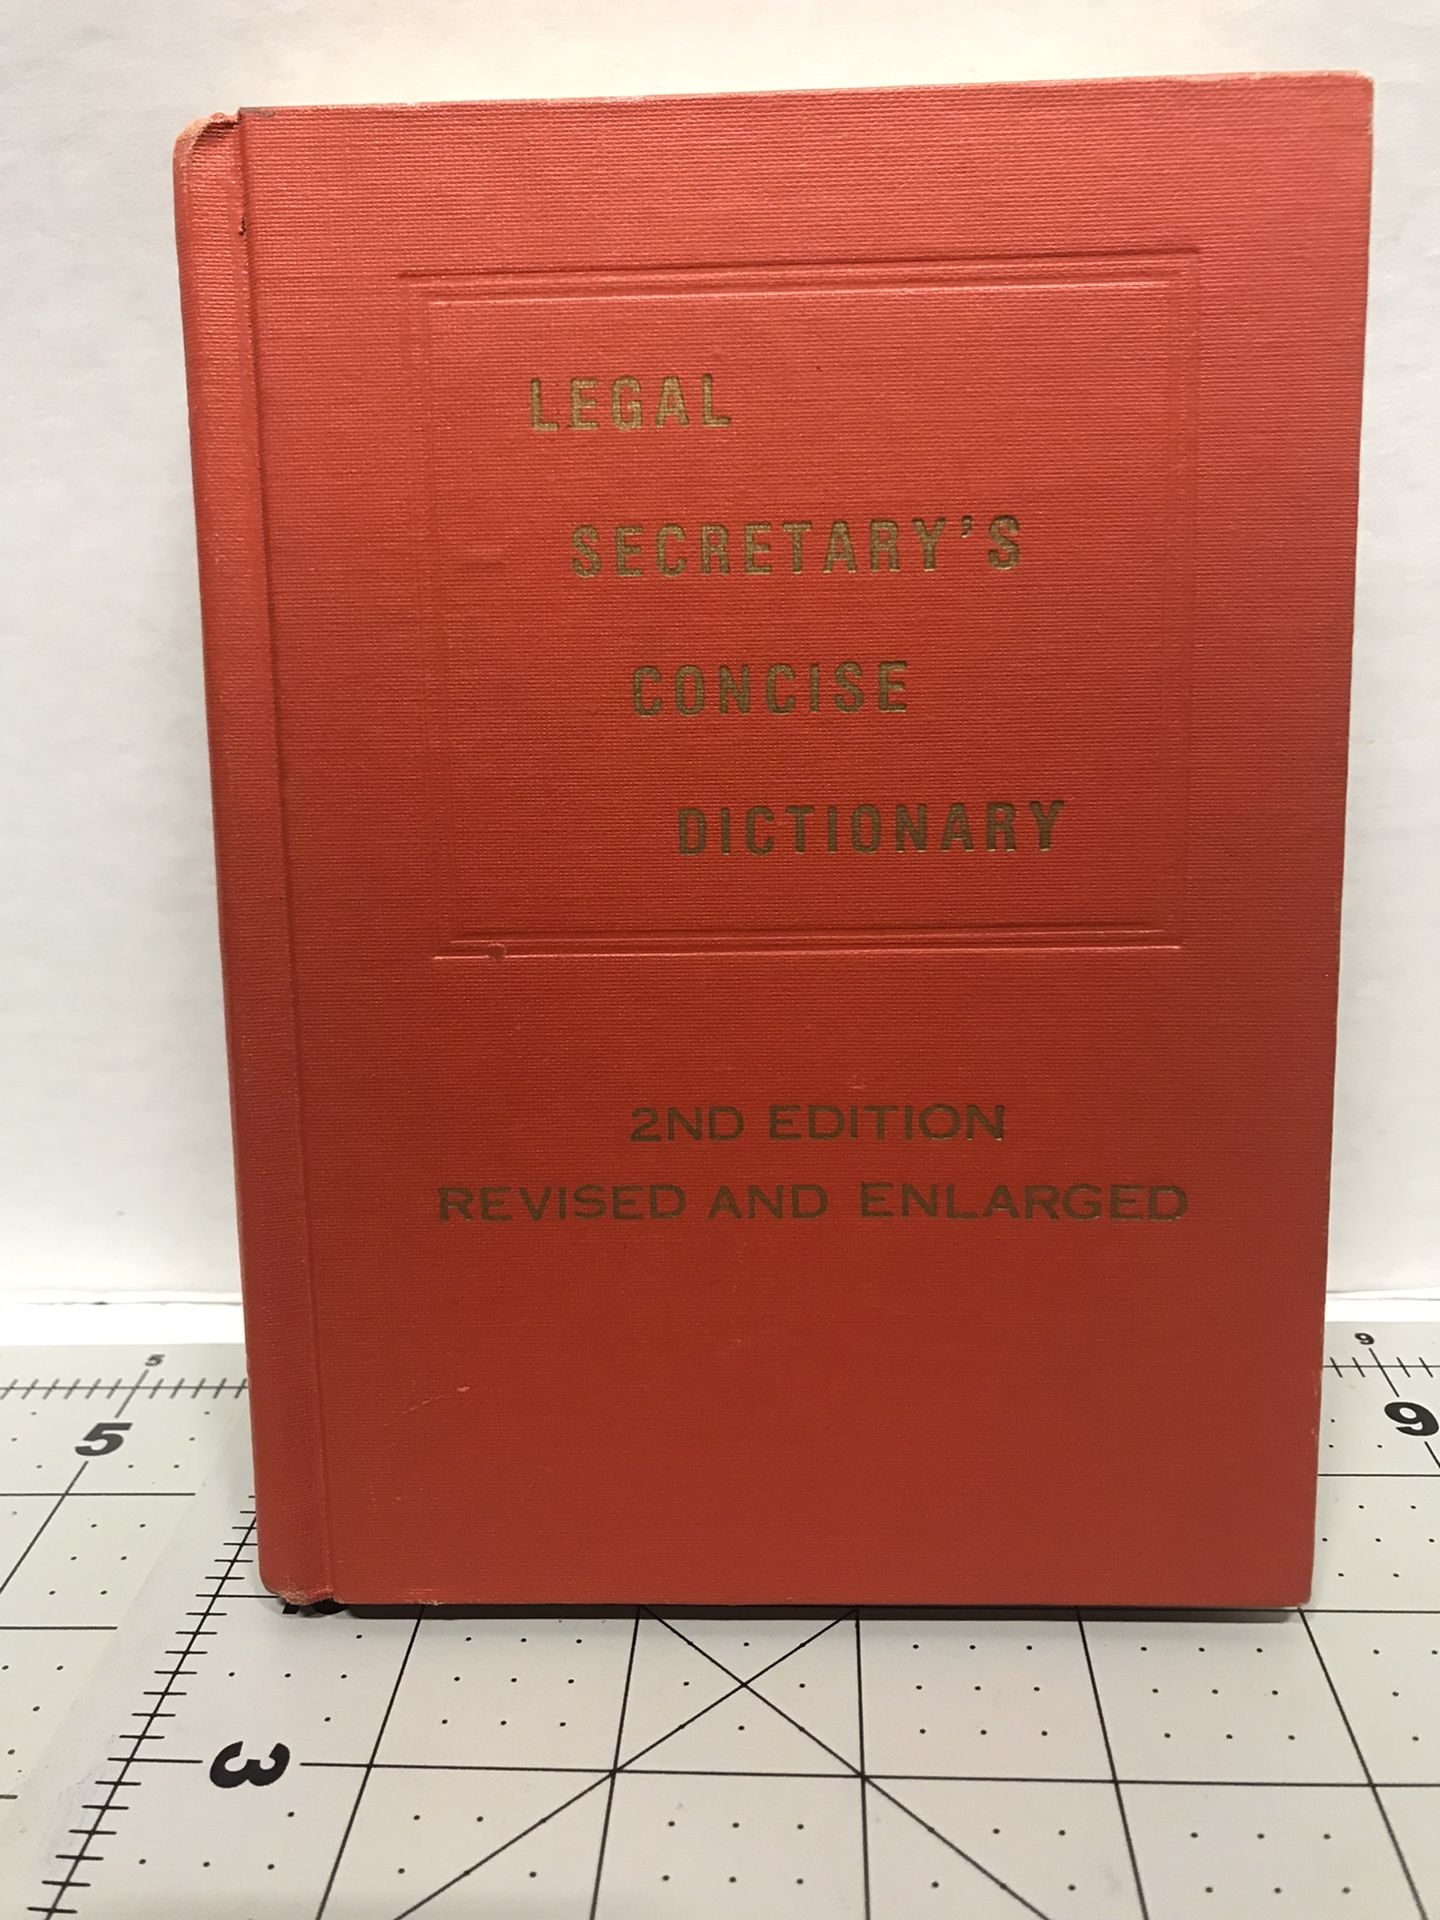 LEGAL
SECRETARY'S
CONCISE
DICTIONARY
2ND EDITION
REVISED AND ENLARGED
5
9
5
9
3